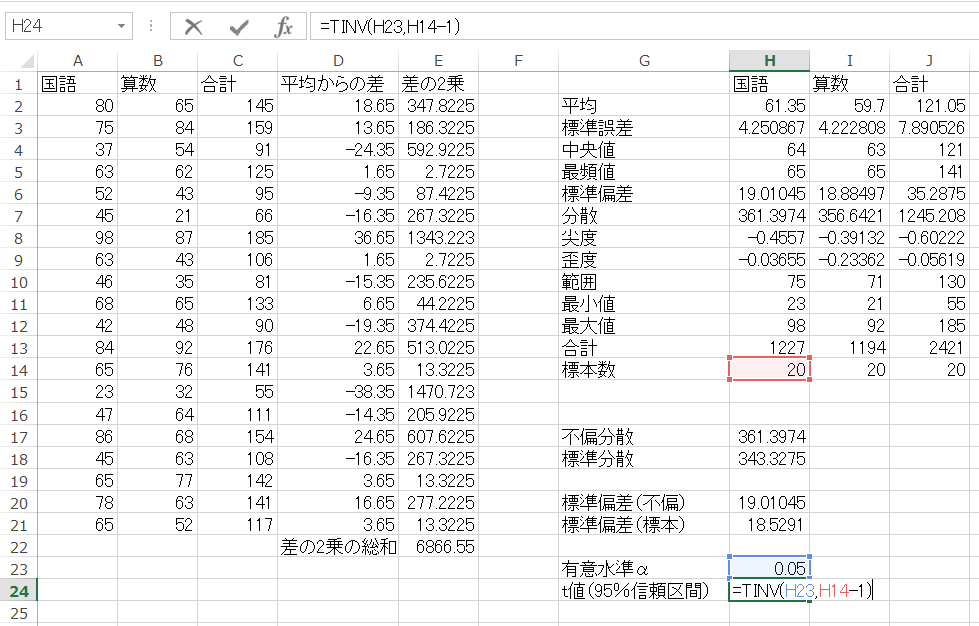 H24 =TINV(H23,H14-1)
A B C D E F G H I J
1 国語 算数 合計 平均からの差 差の2乗 国語 算数 合計
2 80 65 145 18.65 347.8225 平均 61.35 59.7 121.05
3 75 84 159 13.65 186.3225 標準誤差 4.250867 4.222808 7.890526
4 37 54 91 -24.35 592.9225 中央値 64 63 121
5 63 62 125 1.65 2.7225 最頻値 65 65 141
6 52 43 95 -9.35 87.4225 標準偏差 19.01045 18.88497 35.2875
7 45 21 66 -16.35 267.3225 分散 361.3974 356.6421 1245.208
8 98 87 185 36.65 1343.223 尖度 -0.4557 -0.39132 -0.60222
9 63 43 106 1.65 2.7225 歪度 -0.03655 -0.23362 -0.05619
10 46 35 81 -15.35 235.6225 範囲 75 71 130
11 68 65 133 6.65 44.2225 最小値 23 21 55
12 42 48 90 -19.35 374.4225 最大値 98 92 185
13 84 92 176 22.65 513.0225 合計 1227 1194 2421
14 65 76 141 3.65 13.3225 標本数 20 20 20
15 23 32 55 -38.35 1470.723
16 47 64 111 -14.35 205.9225
17 86 68 154 24.65 607.6225 不偏分散 361.3974
18 45 63 108 -16.35 267.3225 標準分散 343.3275
19 65 77 142 3.65 13.3225
20 78 63 141 16.65 277.2225 標準偏差(不偏) 19.01045
21 65 52 117 3.65 13.3225 標準偏差(標本) 18.5291
22 差の2乗の総和 6866.55
23 有意水準α 0.05
24 t値(95%信頼区間) =TINV(H23,H14-1)
25